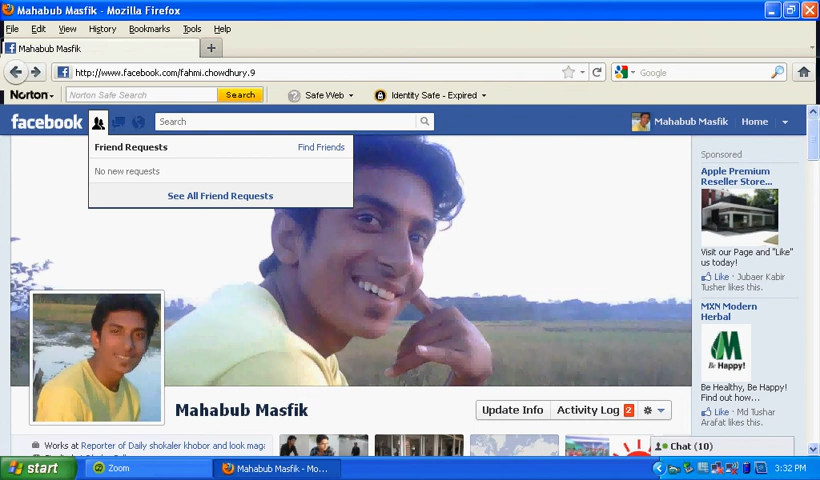 Mahabub Masfik - Mozilla Firefox
File Edit View History Bookmarks Tools Help
Mahabub Masfik
http://www.facebook.com/fahmi.chowdhury.9
Google
Norton
Norton Safe Search
Search
Safe Web
Identity Safe - Expired
facebook
Search
Mahabub Masfik
Home
Friend Requests
Find Friends
No new requests
See All Friend Requests
Sponsored
Apple Premium
Reseller Store...
Visit our Page and "Like"
us today!
Like · Jubaer Kabir
Tusher likes this.
MXN Modern
Herbal
Be Happy!
Be Healthy, Be Happy!
Find out how...
Like · Md Tushar
Arafat likes this.
Mahabub Masfik
Update Info
Activity Log 2
Works at Reporter of Daily shokaler khobor and look maga
Chat (10)
start
Zoom
Mahabub Masfik - Mo...
3:32 PM